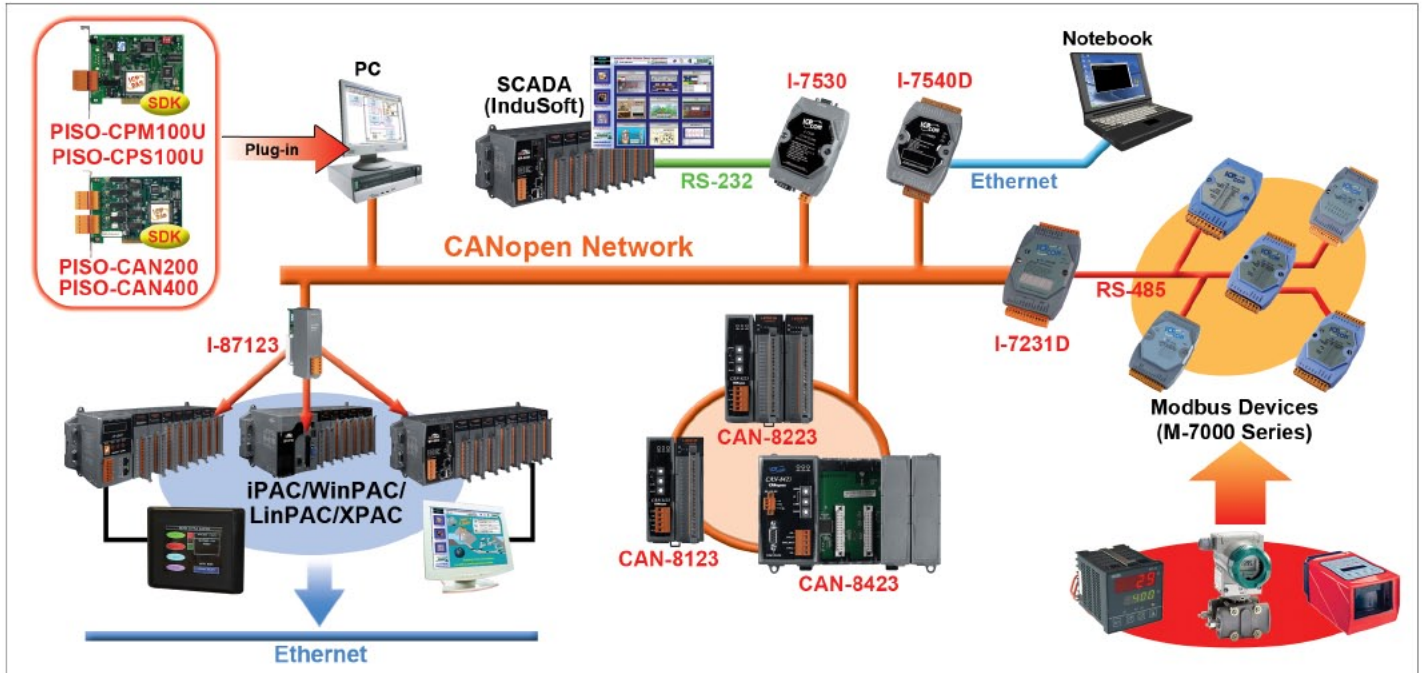 SDK
PISO-CPM100U
PISO-CPS100U
SDK
PISO-CAN200
PISO-CAN400
Plug-in
PC
SCADA
(InduSoft)
RS-232
I-7530
I-7540D
Notebook
Ethernet
CANopen Network
I-7231D
RS-485
Modbus Devices
(M-7000 Series)
I-87123
iPAC/WinPAC/
LinPAC/XPAC
Ethernet
CAN-8223
CAN-8123
CAN-8423